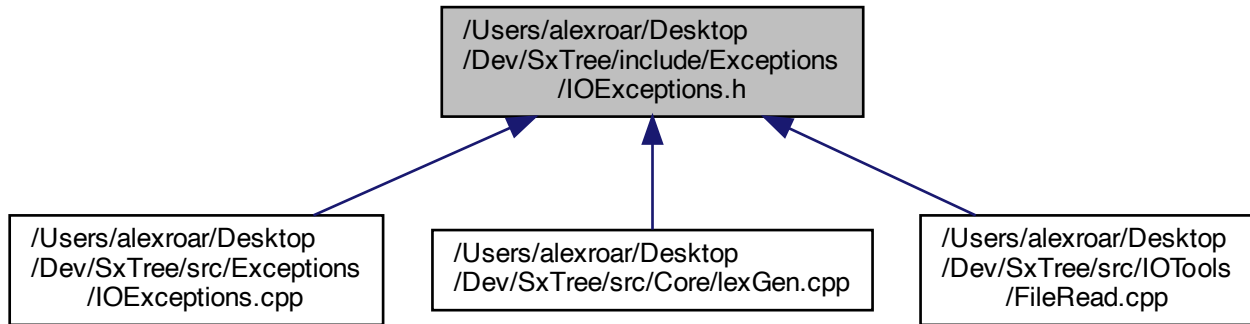 /Users/alexroar/Desktop
/Dev/SxTree/include/Exceptions
/IOExceptions.h
/Users/alexroar/Desktop
/Dev/SxTree/src/Exceptions
/IOExceptions.cpp
/Users/alexroar/Desktop
/Dev/SxTree/src/Core/lexGen.cpp
/Users/alexroar/Desktop
/Dev/SxTree/src/IOTools
/FileRead.cpp